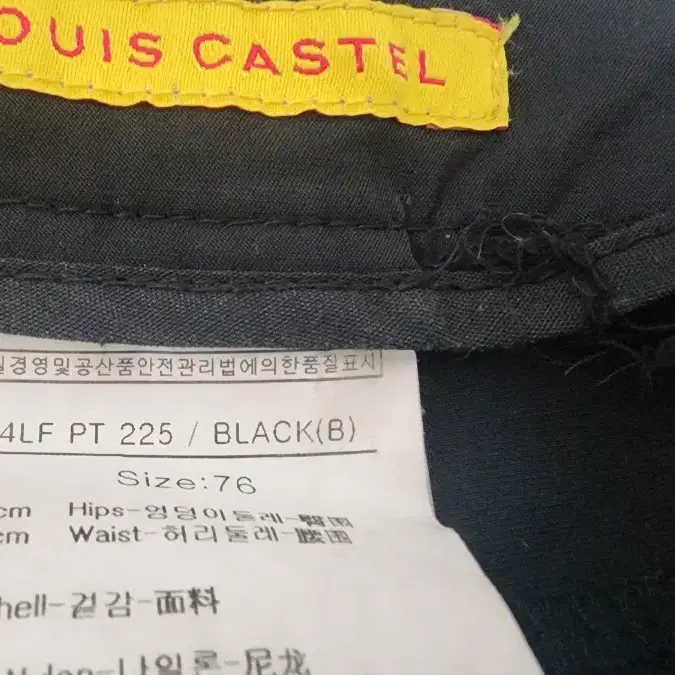 OUIS CASTEL
질경영및공산품안전관리법에의한품질표시
4LF PT 225 / BLACK(B)
Size:76
cm Hips-엉덩이둘레-臀围
cm Waist-허리둘레-腰围
hell-겉감-面料
나일론-尼龙